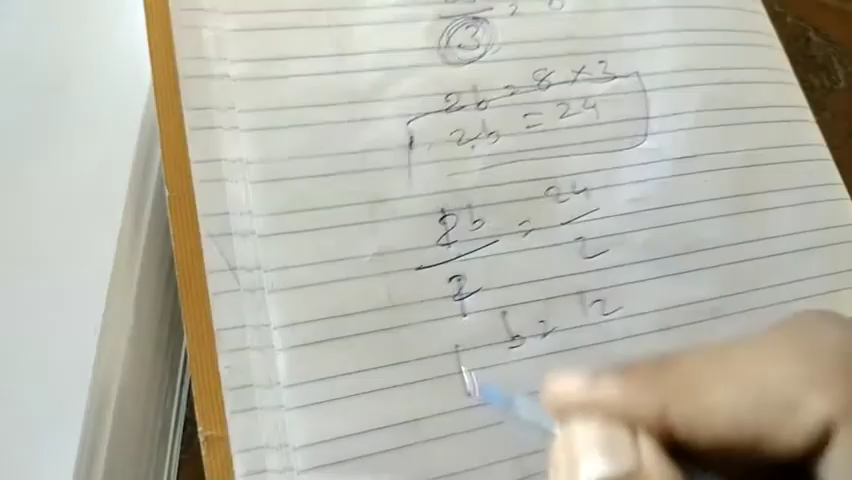 3
2b = 8 × 3
2b = 24
2b/2 = 24/2
b = 12